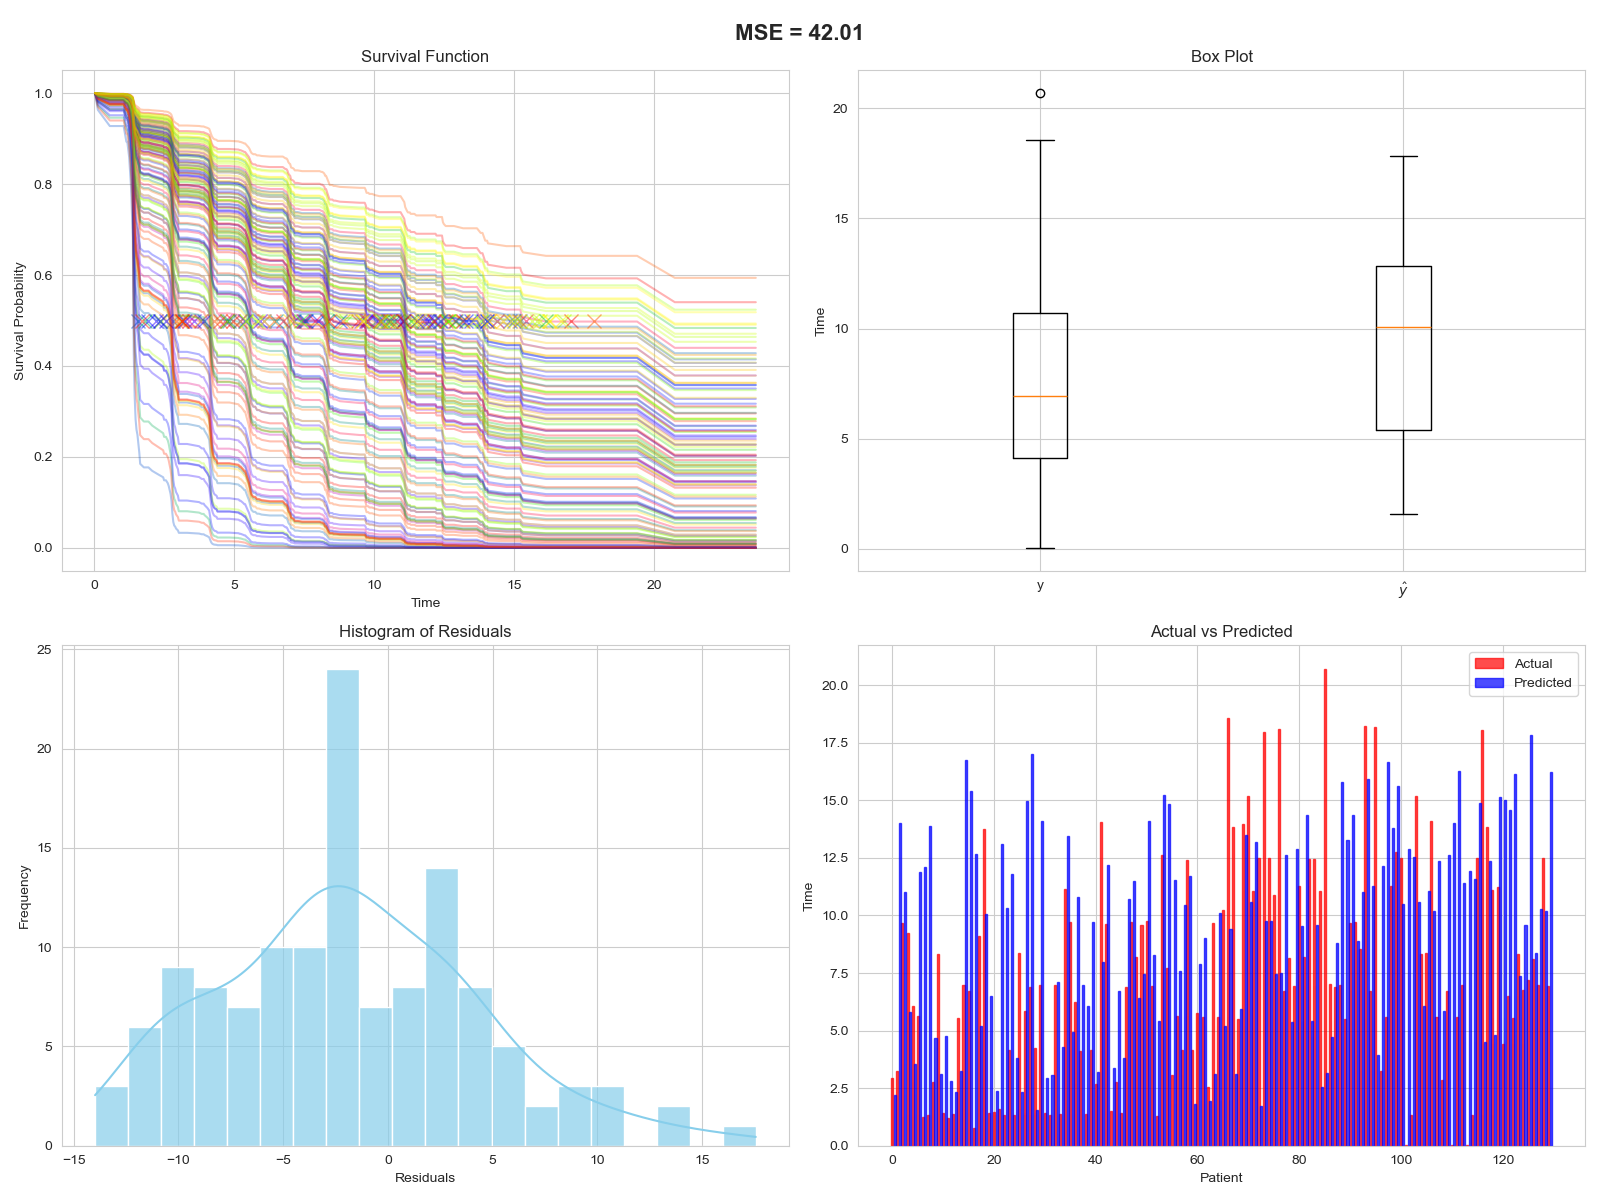 MSE = 42.01
Survival Function
1.0
0.8
0.6
0.4
0.2
0.0
Survival Probability
0 5 10 15 20
Time
Box Plot
20
15
10
5
0
Time
y ŷ
Histogram of Residuals
25
20
15
10
5
0
Frequency
−15 −10 −5 0 5 10 15
Residuals
Actual vs Predicted
Actual
Predicted
20.0
17.5
15.0
12.5
10.0
7.5
5.0
2.5
0.0
Time
0 20 40 60 80 100 120
Patient